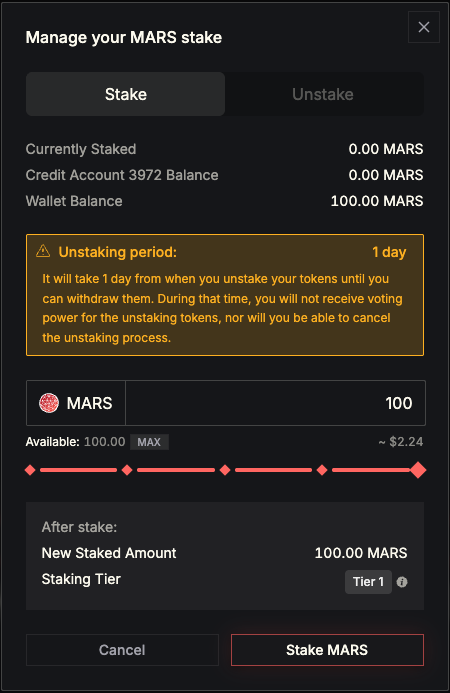 Manage your MARS stake
Stake Unstake
Currently Staked 0.00 MARS
Credit Account 3972 Balance 0.00 MARS
Wallet Balance 100.00 MARS
Unstaking period: 1 day
It will take 1 day from when you unstake your tokens until you
can withdraw them. During that time, you will not receive voting
power for the unstaking tokens, nor will you be able to cancel
the unstaking process.
MARS 100
Available: 100.00 MAX ~ $2.24
After stake:
New Staked Amount 100.00 MARS
Staking Tier Tier 1
Cancel Stake MARS